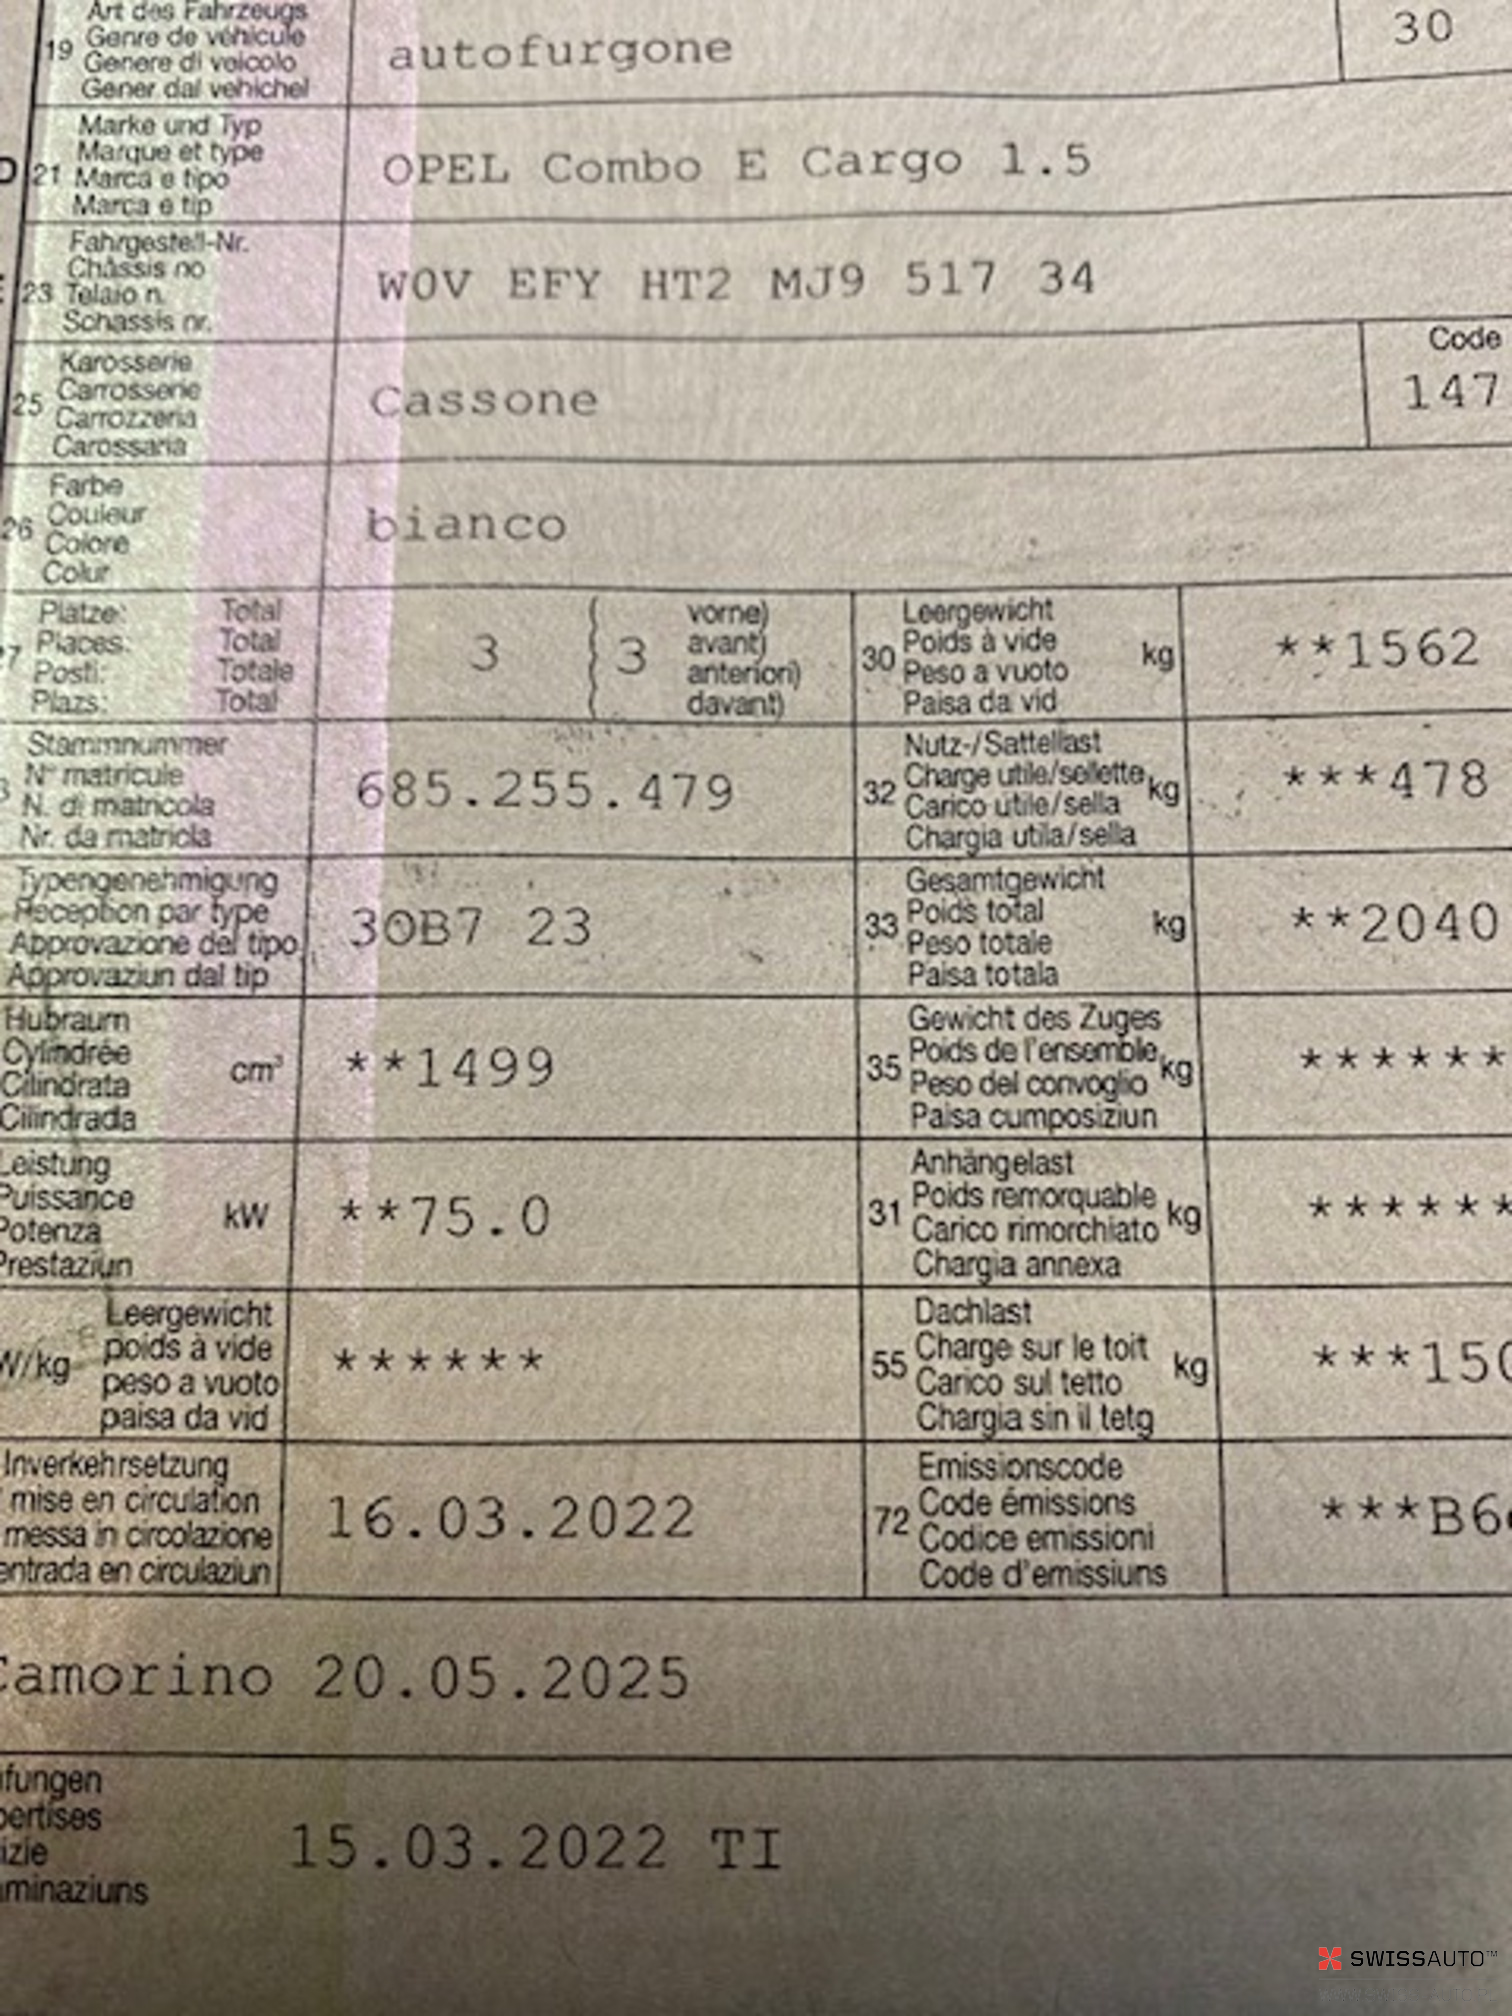 Art des Fahrzeugs
19 Genre de véhicule
Genere di veicolo
Gener dal vehichel
autofurgone
30
Marke und Typ
Marque et type
21 Marca e tipo
Marca e tip
OPEL Combo E Cargo 1.5
Fahrgestell-Nr.
Châssis no
23 Telaio n.
Schassis nr.
W0V EFY HT2 MJ9 517 34
Karosserie
25 Carrosserie
Carrozzeria
Carossaria
Cassone
Code
147
Farbe
26 Couleur
Colore
Colur
bianco
Plätze: Total
Places: Total
7 Posti: Totale
Plazs: Total
3 ( 3
vorne)
avant)
anteriori)
davant)
Leergewicht
30 Poids à vide kg
Peso a vuoto
Paisa da vid
**1562
Stammnummer
N° matricule
N. di matricola
Nr. da matricla
685.255.479
Nutz-/Sattellast
32 Charge utile/sellette kg
Carico utile/sella
Chargia utila/sella
***478
Typengenehmigung
Réception par type
Approvazione del tipo
Approvaziun dal tip
3OB7 23
Gesamtgewicht
33 Poids total kg
Peso totale
Paisa totala
**2040
Hubraum
Cylindrée cm³
Cilindrata
Cilindrada
**1499
Gewicht des Zuges
35 Poids de l'ensemble kg
Peso del convoglio
Paisa cumposiziun
******
Leistung
Puissance kW
Potenza
Prestaziun
**75.0
Anhängelast
31 Poids remorquable kg
Carico rimorchiato
Chargia annexa
******
Leergewicht
W/kg poids à vide
peso a vuoto
paisa da vid
******
Dachlast
55 Charge sur le toit kg
Carico sul tetto
Chargia sin il tetg
***150
Inverkehrsetzung
mise en circulation
messa in circolazione
entrada en circulaziun
16.03.2022
Emissionscode
72 Code émissions
Codice emissioni
Code d'emissiuns
***B6
Camorino 20.05.2025
fungen
pertises
izie
minaziuns
15.03.2022 TI
SWISSAUTO™